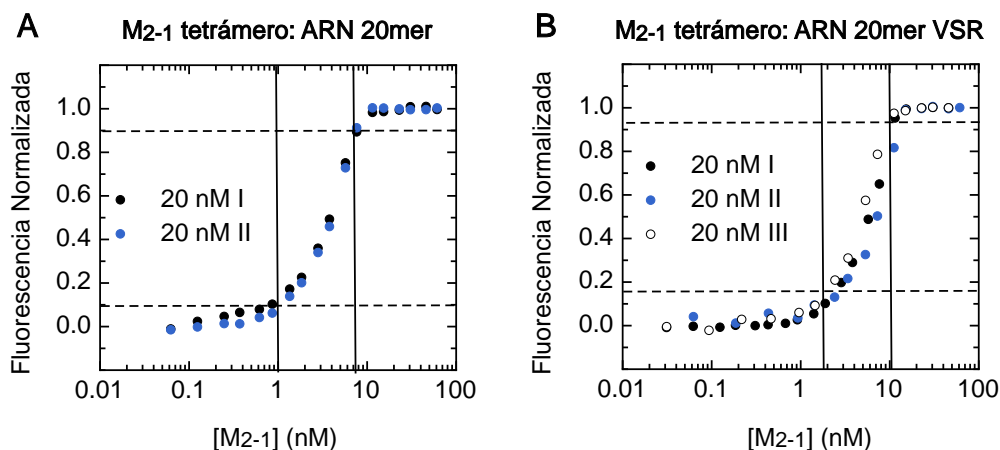 A
M2-1 tetrámero: ARN 20mer
Fluorescencia Normalizada
1.0
0.8
0.6
0.4
0.2
0.0
20 nM I
20 nM II
0.01
0.1
1
10
100
[M2-1] (nM)
B
M2-1 tetrámero: ARN 20mer VSR
Fluorescencia Normalizada
1.0
0.8
0.6
0.4
0.2
0.0
20 nM I
20 nM II
20 nM III
0.01
0.1
1
10
100
[M2-1] (nM)